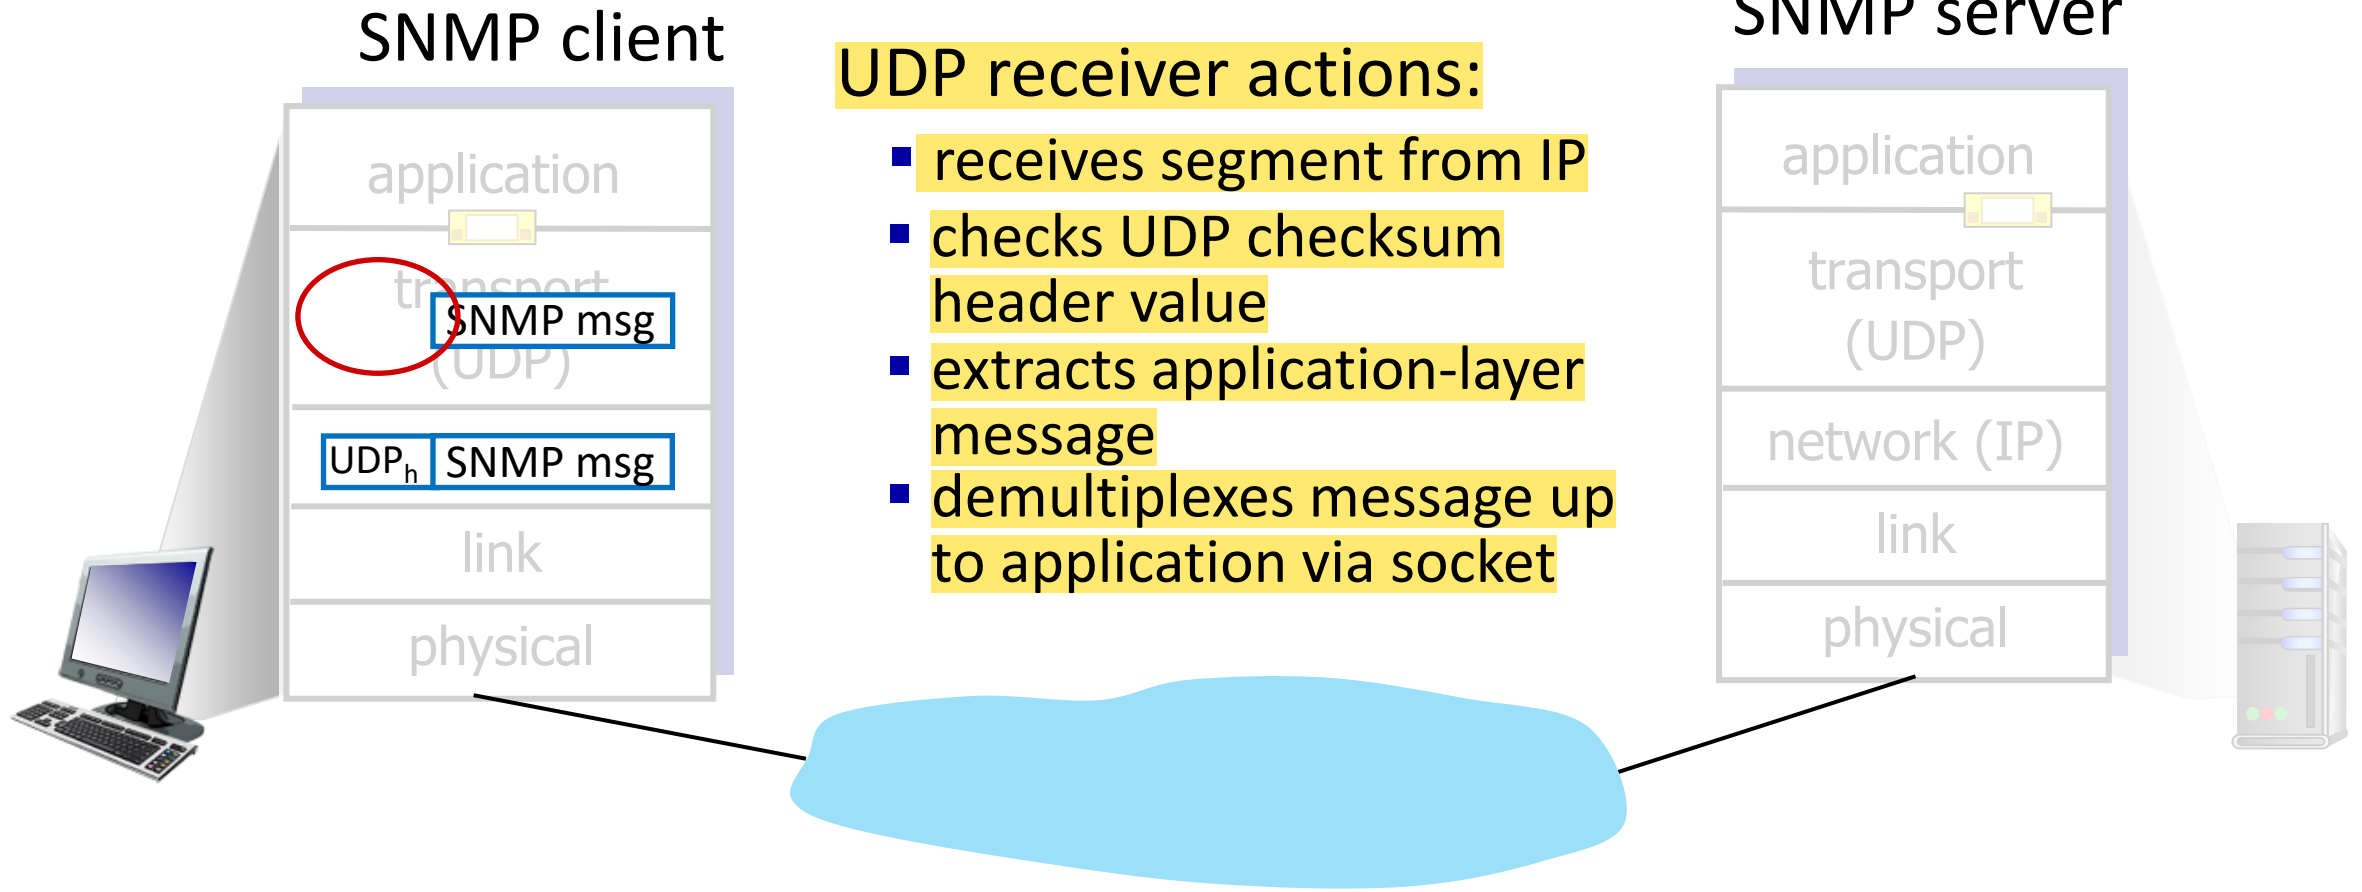 SNMP client
SNMP server
UDP receiver actions:
receives segment from IP
checks UDP checksum
header value
extracts application-layer
message
demultiplexes message up
to application via socket
application
transport
SNMP msg
(UDP)
UDPh SNMP msg
link
physical
application
transport
(UDP)
network (IP)
link
physical